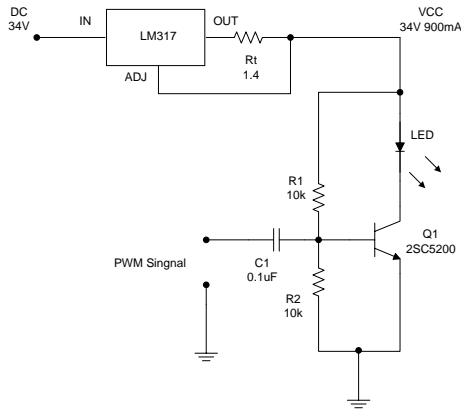 DC
34V
IN
LM317
OUT
ADJ
Rt
1.4
VCC
34V 900mA
LED
R1
10k
Q1
2SC5200
PWM Singnal
C1
0.1uF
R2
10k